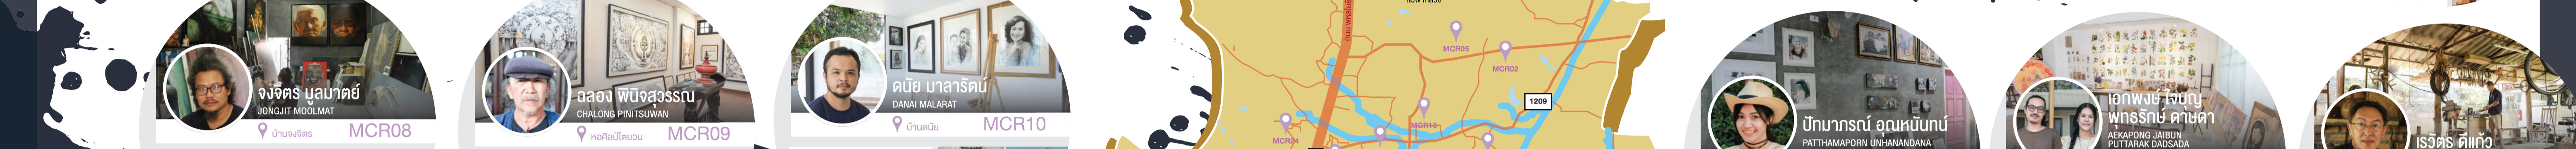 จงจิตร มูลมาตย์
JONGJIT MOOLMAT
บ้านจงจิตร MCR08
ฉลอง พินิจสุวรรณ
CHALONG PINITSUWAN
หอศิลป์ไตยวน MCR09
ดนัย มาลารัตน์
DANAI MALARAT
บ้านดนัย MCR10
MCR05
MCR02
1209
MCR15
MCR24
ปัทมาภรณ์ อุณหนันทน์
PATTHAMAPORN UNHANANDANA
เอกพงษ์ ใจบุญ
พุทธรักษ์ ดาษดา
AEKAPONG JAIBUN
PUTTARAK DADSADA
เรวัตร ดีแก้ว